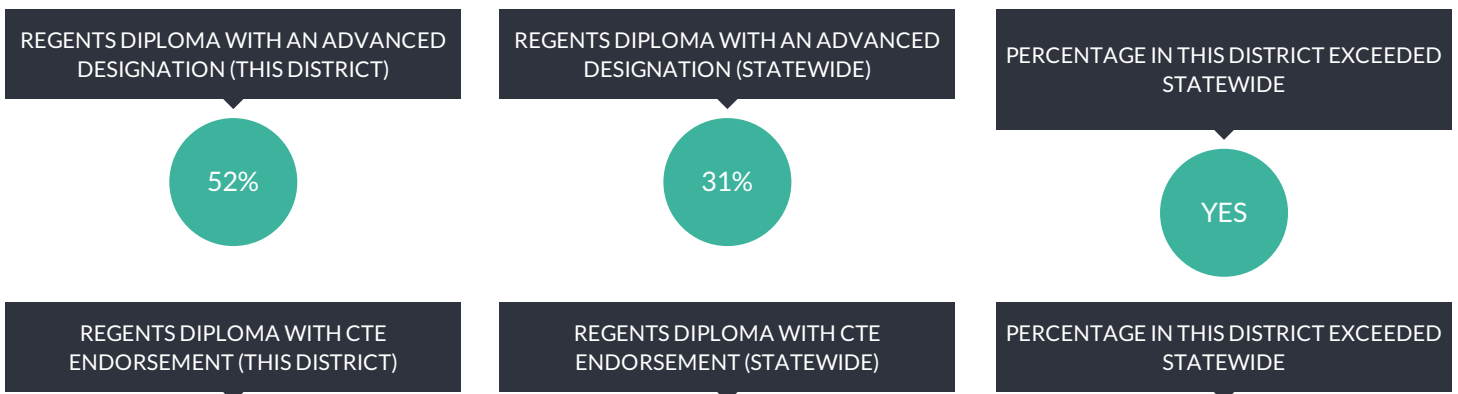 REGENTS DIPLOMA WITH AN ADVANCED
DESIGNATION (THIS DISTRICT)
52%
REGENTS DIPLOMA WITH AN ADVANCED
DESIGNATION (STATEWIDE)
31%
PERCENTAGE IN THIS DISTRICT EXCEEDED
STATEWIDE
YES
REGENTS DIPLOMA WITH CTE
ENDORSEMENT (THIS DISTRICT)
REGENTS DIPLOMA WITH CTE
ENDORSEMENT (STATEWIDE)
PERCENTAGE IN THIS DISTRICT EXCEEDED
STATEWIDE